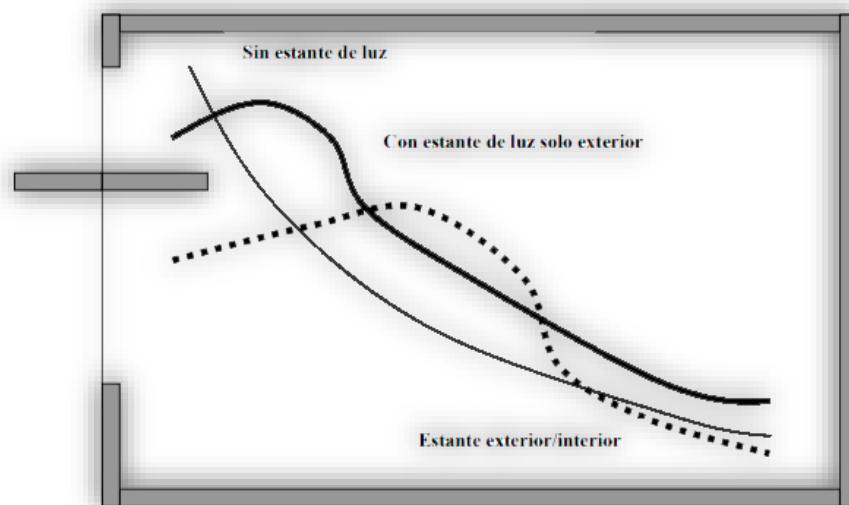 Sin estante de luz
Con estante de luz solo exterior
Estante exterior/interior